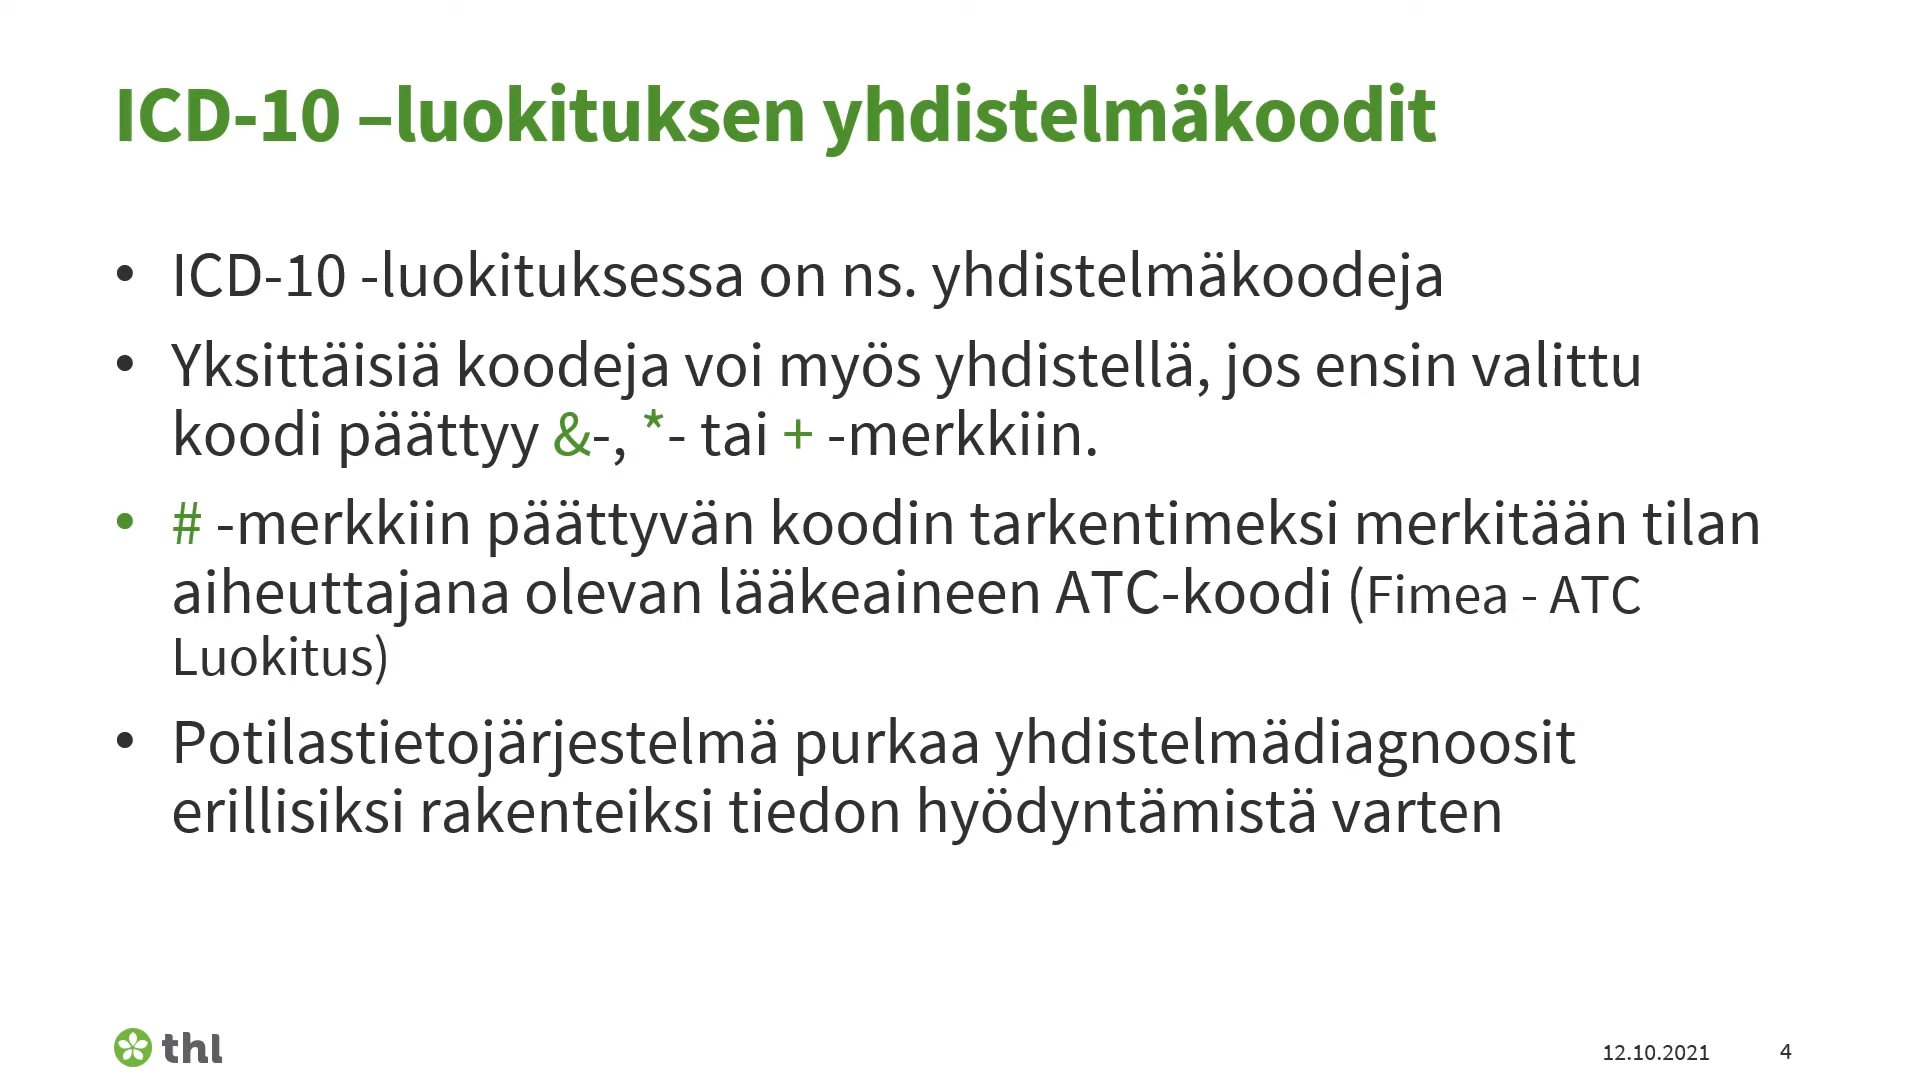 ICD-10 –luokituksen yhdistelmäkoodit
• ICD-10 -luokituksessa on ns. yhdistelmäkoodeja
• Yksittäisiä koodeja voi myös yhdistellä, jos ensin valittu
koodi päättyy &-, *- tai + -merkkiin.
• # -merkkiin päättyvän koodin tarkentimeksi merkitään tilan
aiheuttajana olevan lääkeaineen ATC-koodi (Fimea - ATC
Luokitus)
• Potilastietojärjestelmä purkaa yhdistelmädiagnoosit
erillisiksi rakenteiksi tiedon hyödyntämistä varten
thl
12.10.2021 4